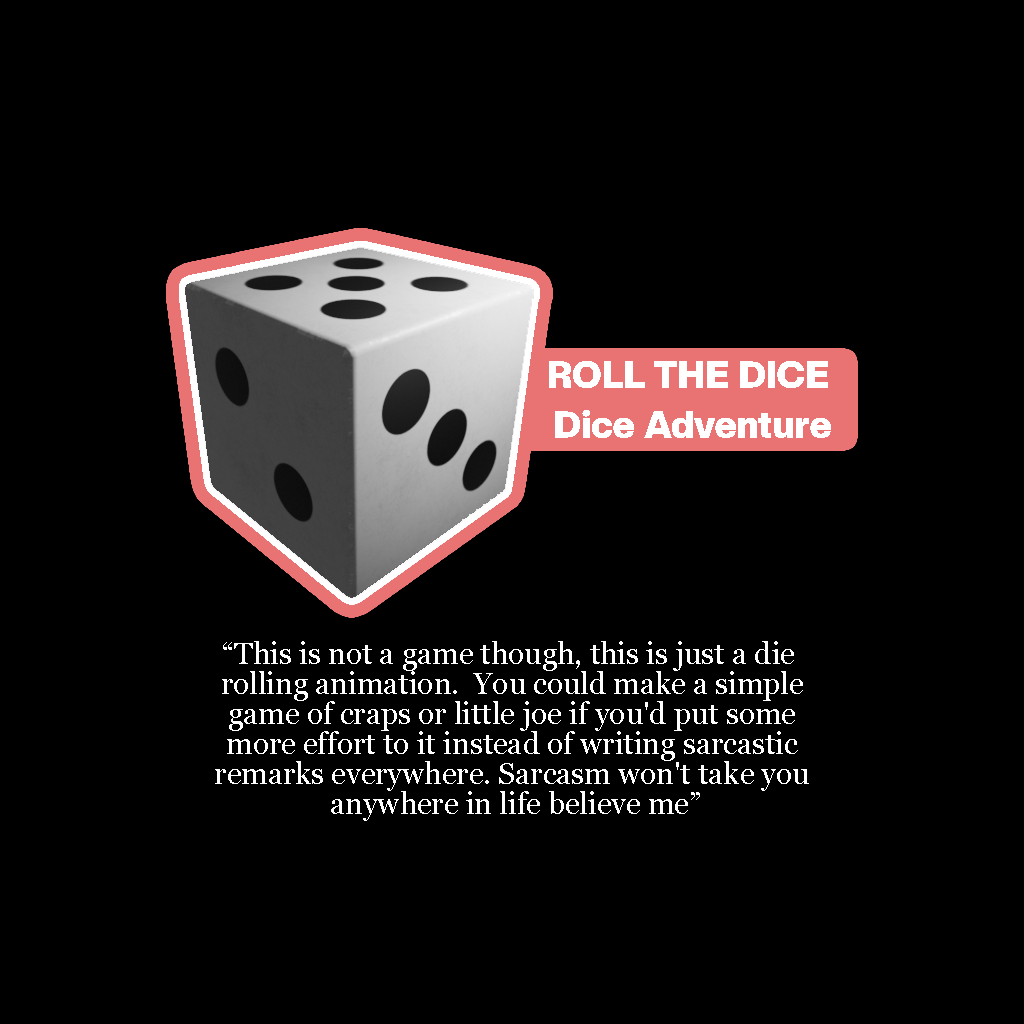 ROLL THE DICE
Dice Adventure
“This is not a game though, this is just a die
rolling animation.  You could make a simple
game of craps or little joe if you'd put some
more effort to it instead of writing sarcastic
remarks everywhere. Sarcasm won't take you
anywhere in life believe me”